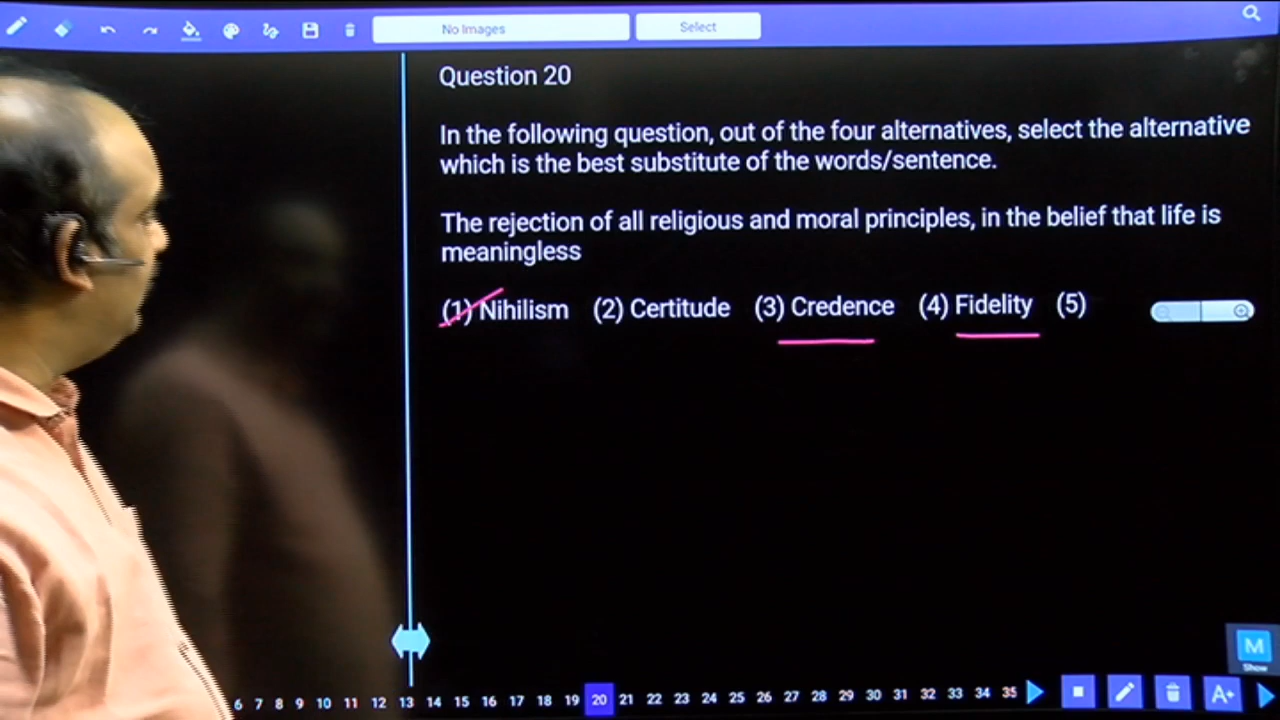 No Images Select
Question 20
In the following question, out of the four alternatives, select the alternative
which is the best substitute of the words/sentence.
The rejection of all religious and moral principles, in the belief that life is
meaningless
(1) Nihilism (2) Certitude (3) Credence (4) Fidelity (5)
M
Show
6 7 8 9 10 11 12 13 14 15 16 17 18 19 20 21 22 23 24 25 26 27 28 29 30 31 32 33 34 35 A+